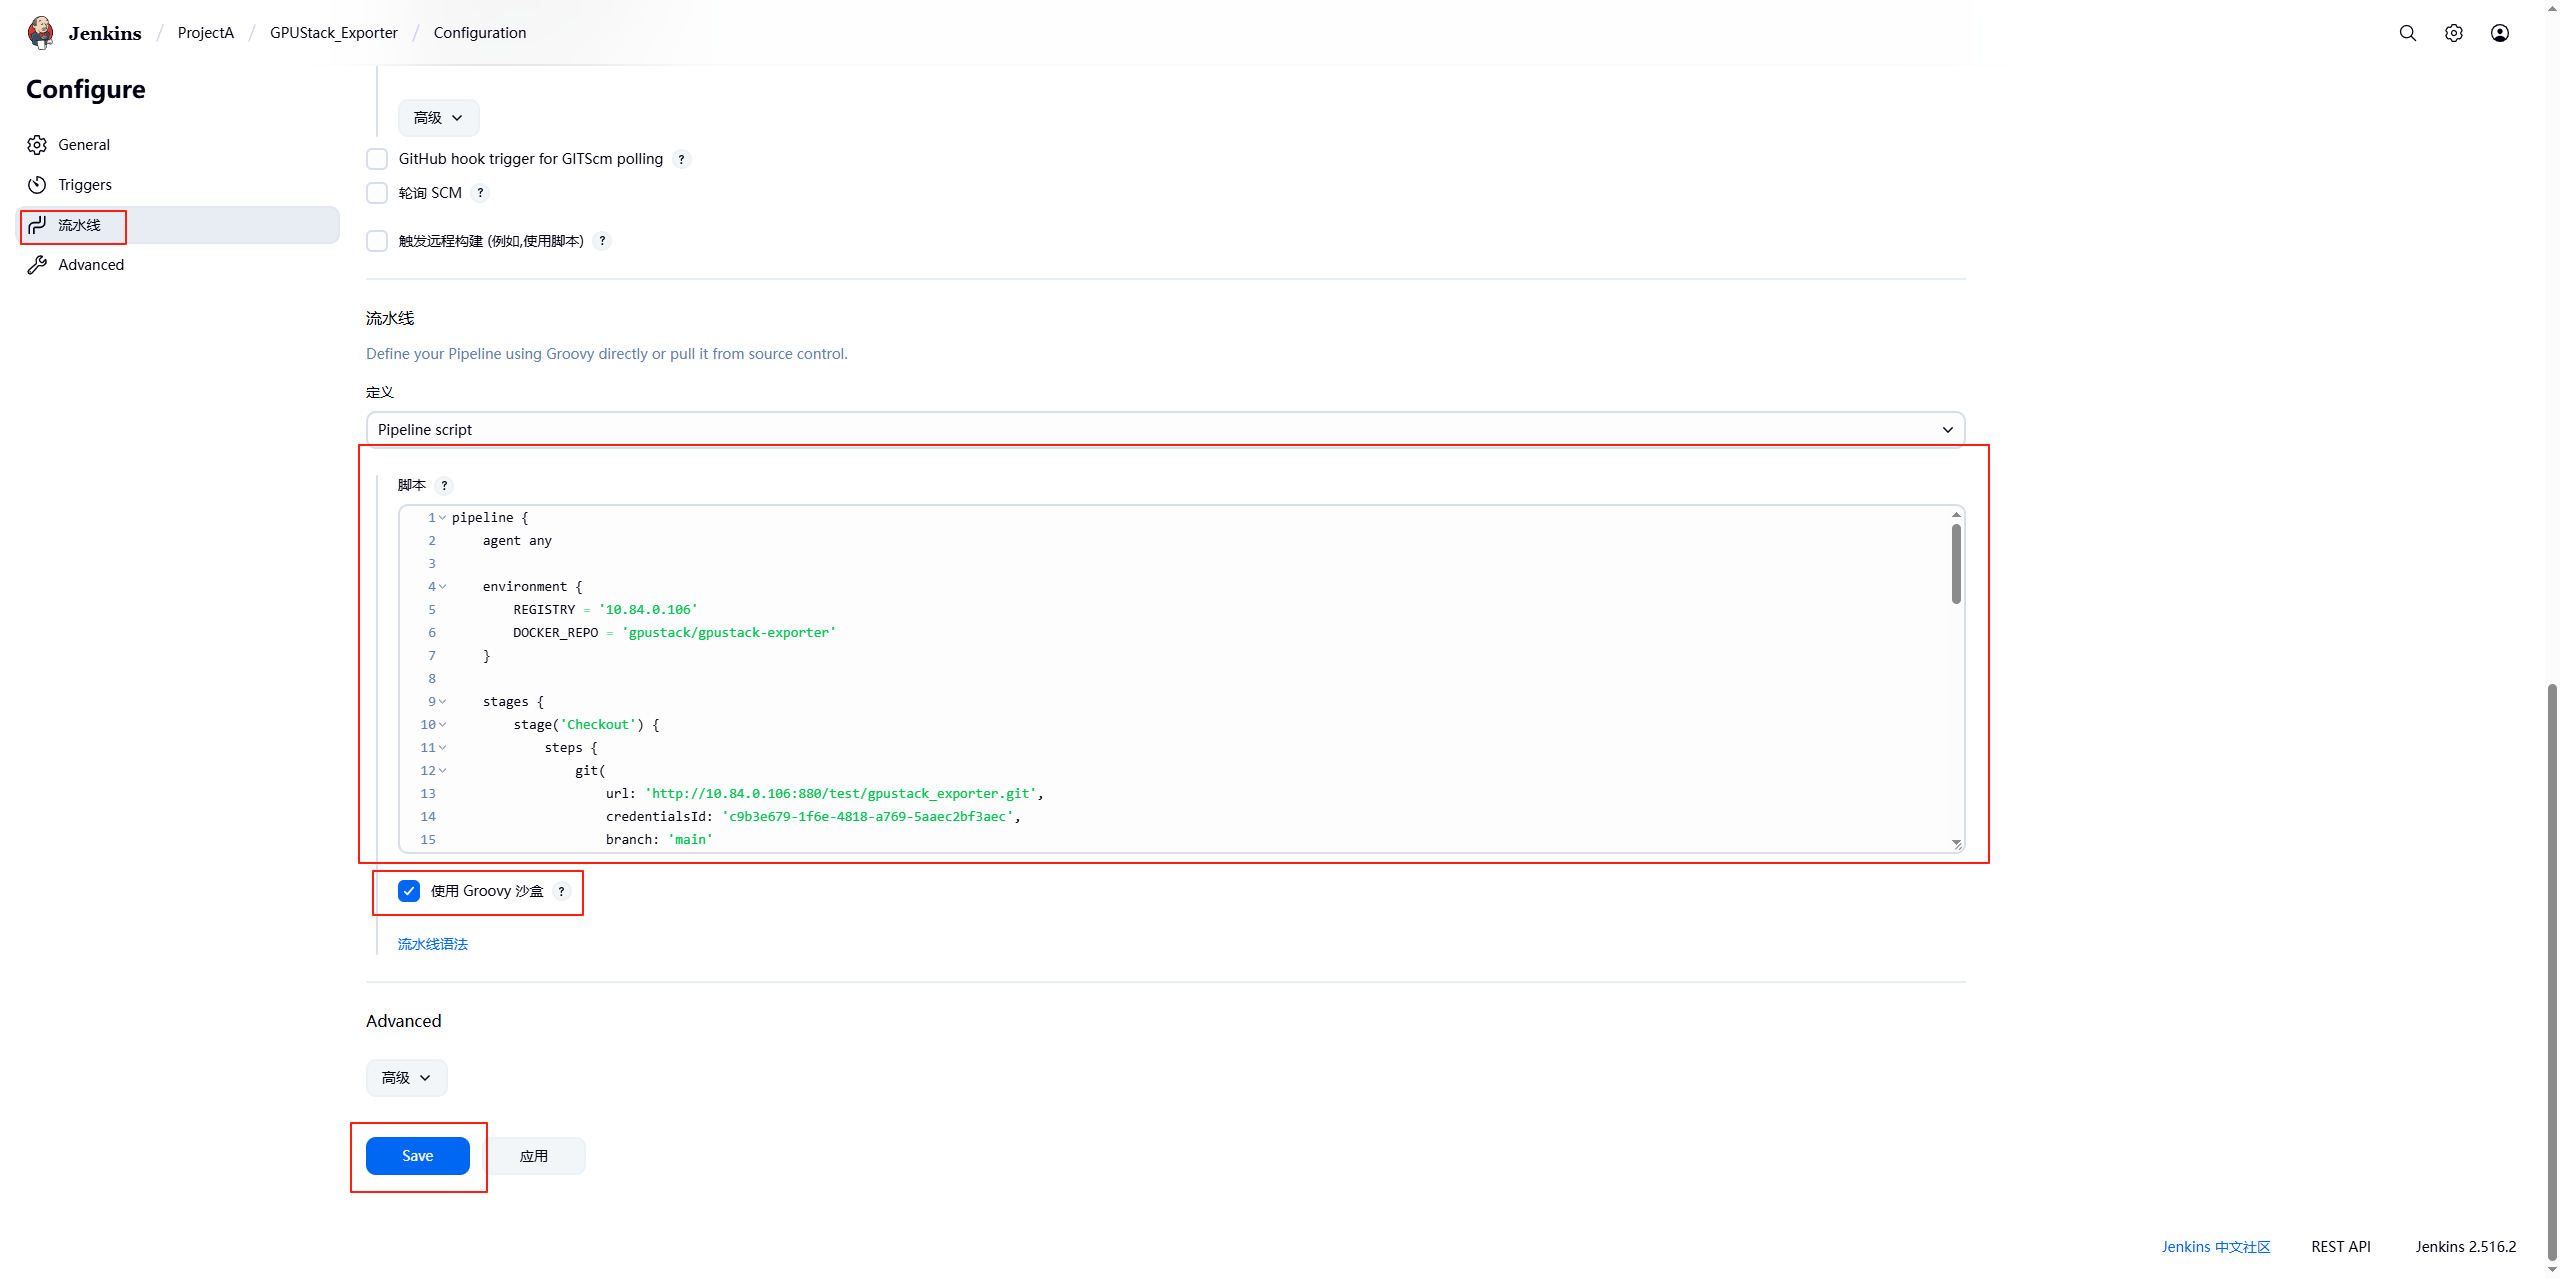 Jenkins / ProjectA / GPUStack_Exporter / Configuration
Configure
General
Triggers
流水线
Advanced
高级
GitHub hook trigger for GITScm polling ?
轮询 SCM ?
触发远程构建 (例如,使用脚本) ?
流水线
Define your Pipeline using Groovy directly or pull it from source control.
定义
Pipeline script
脚本 ?
1 pipeline {
2     agent any
3
4     environment {
5         REGISTRY = '10.84.0.106'
6         DOCKER_REPO = 'gpustack/gpustack-exporter'
7     }
8
9     stages {
10         stage('Checkout') {
11             steps {
12                 git(
13                     url: 'http://10.84.0.106:880/test/gpustack_exporter.git',
14                     credentialsId: 'c9b3e679-1f6e-4818-a769-5aaec2bf3aec',
15                     branch: 'main'
使用 Groovy 沙盒 ?
流水线语法
Advanced
高级
Save 应用
Jenkins 中文社区 REST API Jenkins 2.516.2